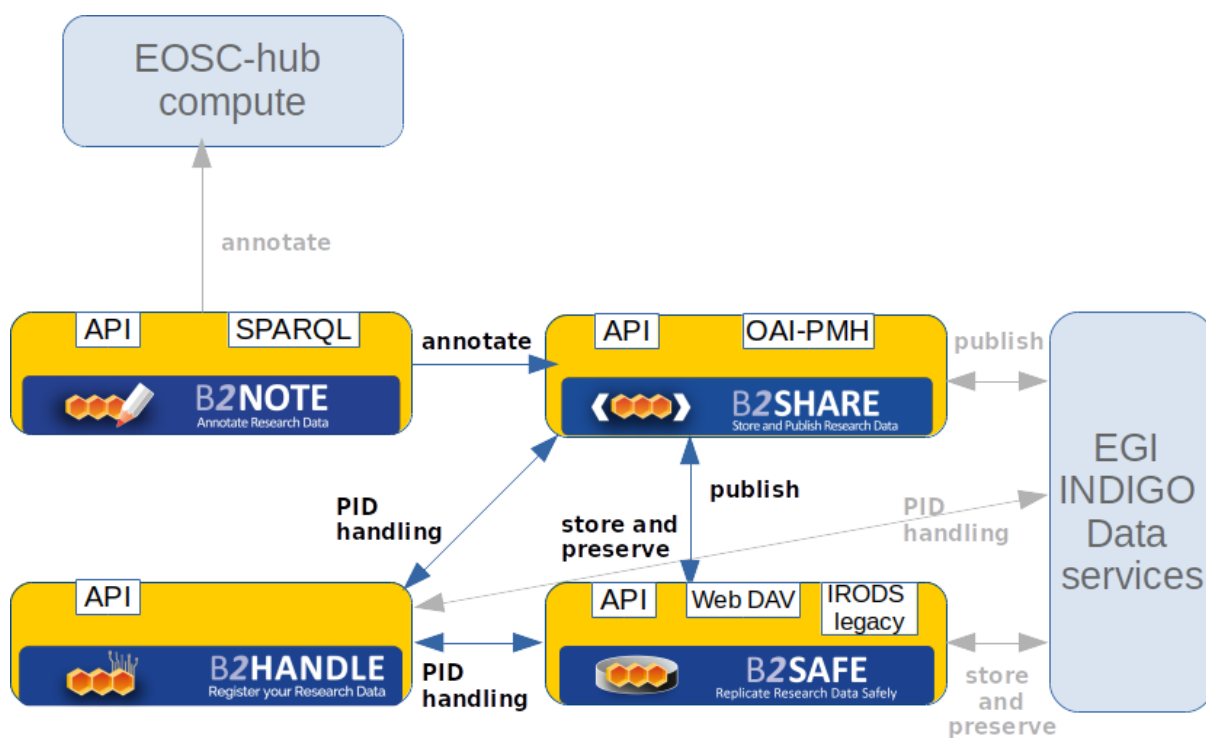 EOSC-hub
compute
annotate
API
SPARQL
B2NOTE
Annotate Research Data
annotate
API
OAI-PMH
B2SHARE
Store and Publish Research Data
publish
EGI
INDIGO
Data
services
PID
handling
publish
store and
preserve
PID
handling
API
B2HANDLE
Register your Research Data
PID
handling
API
Web DAV
IRODS
legacy
B2SAFE
Replicate Research Data Safely
store
and
preserve